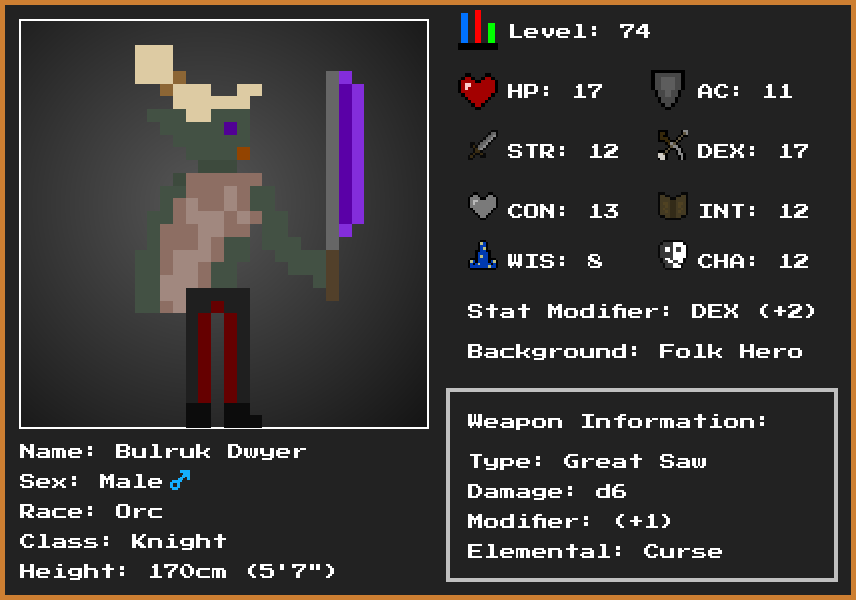 Level: 74
HP: 17 AC: 11
STR: 12 DEX: 17
CON: 13 INT: 12
WIS: 8 CHA: 12
Stat Modifier: DEX (+2)
Background: Folk Hero
Weapon Information:
Type: Great Saw
Damage: d6
Modifier: (+1)
Elemental: Curse
Name: Bulruk Dwyer
Sex: Male ♂
Race: Orc
Class: Knight
Height: 170cm (5'7")